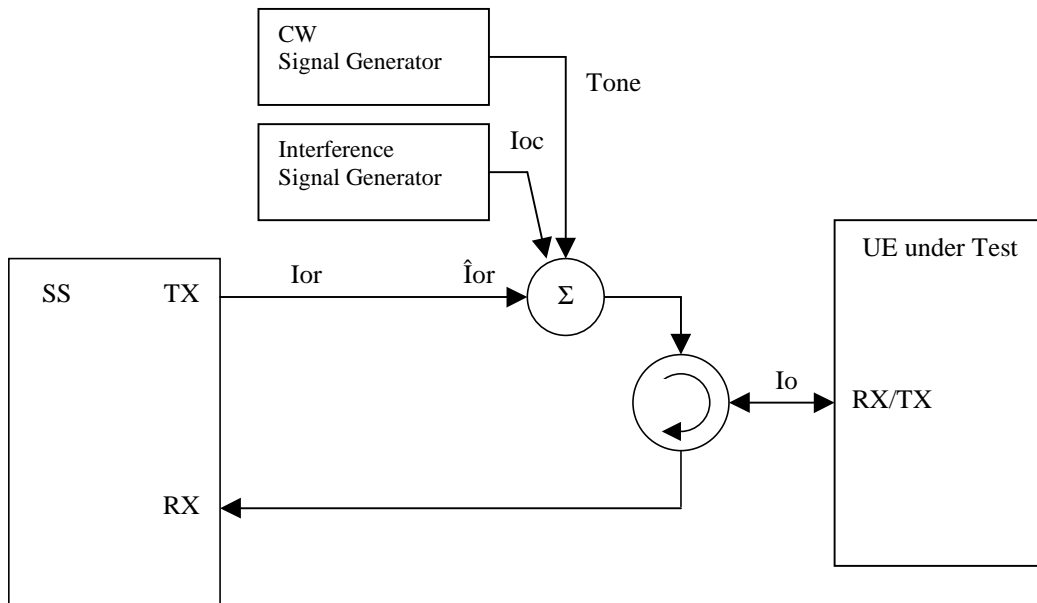 CW
Signal Generator
Tone
Interference
Signal Generator
Ioc
UE under Test
SS
TX
Ior
Îor
Σ
Io
RX/TX
RX